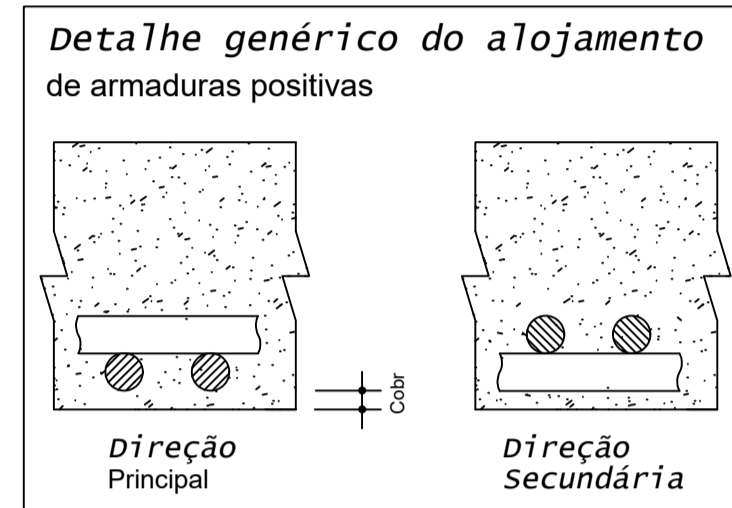 Detalhe genérico do alojamento
de armaduras positivas
Cobr
Direção
Principal
Direção
Secundária